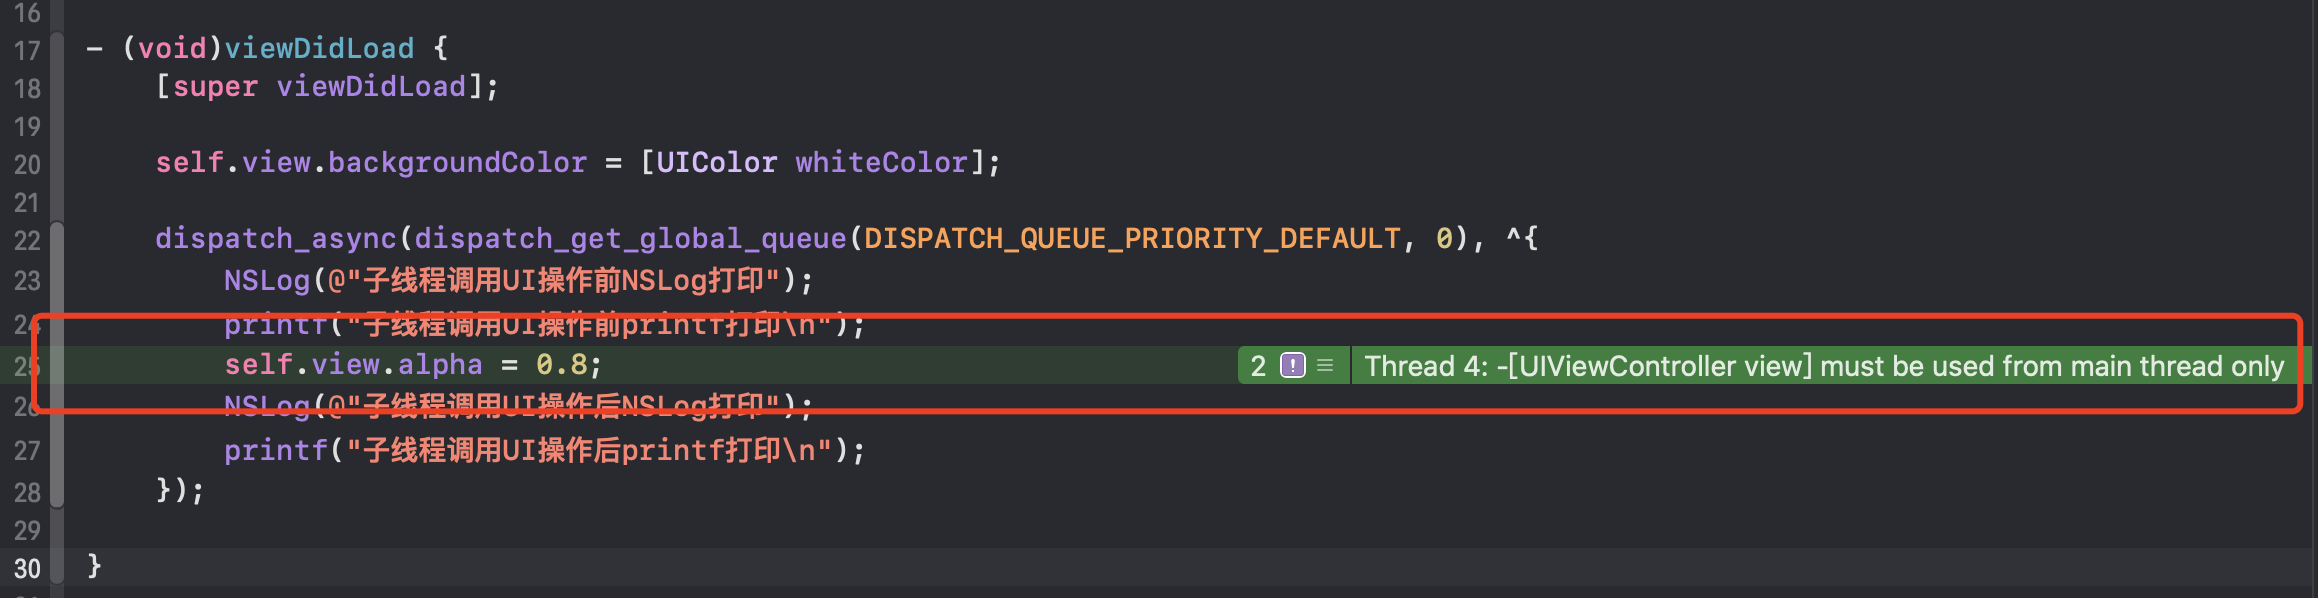 16
17 - (void)viewDidLoad {
18 [super viewDidLoad];
19
20 self.view.backgroundColor = [UIColor whiteColor];
21
22 dispatch_async(dispatch_get_global_queue(DISPATCH_QUEUE_PRIORITY_DEFAULT, 0), ^{
23 NSLog(@"子线程调用UI操作前NSLog打印");
24 printf("子线程调用UI操作前printf打印\n");
25 self.view.alpha = 0.8; 2 ! ≡ Thread 4: -[UIViewController view] must be used from main thread only
26 NSLog(@"子线程调用UI操作后NSLog打印");
27 printf("子线程调用UI操作后printf打印\n");
28 });
29
30 }